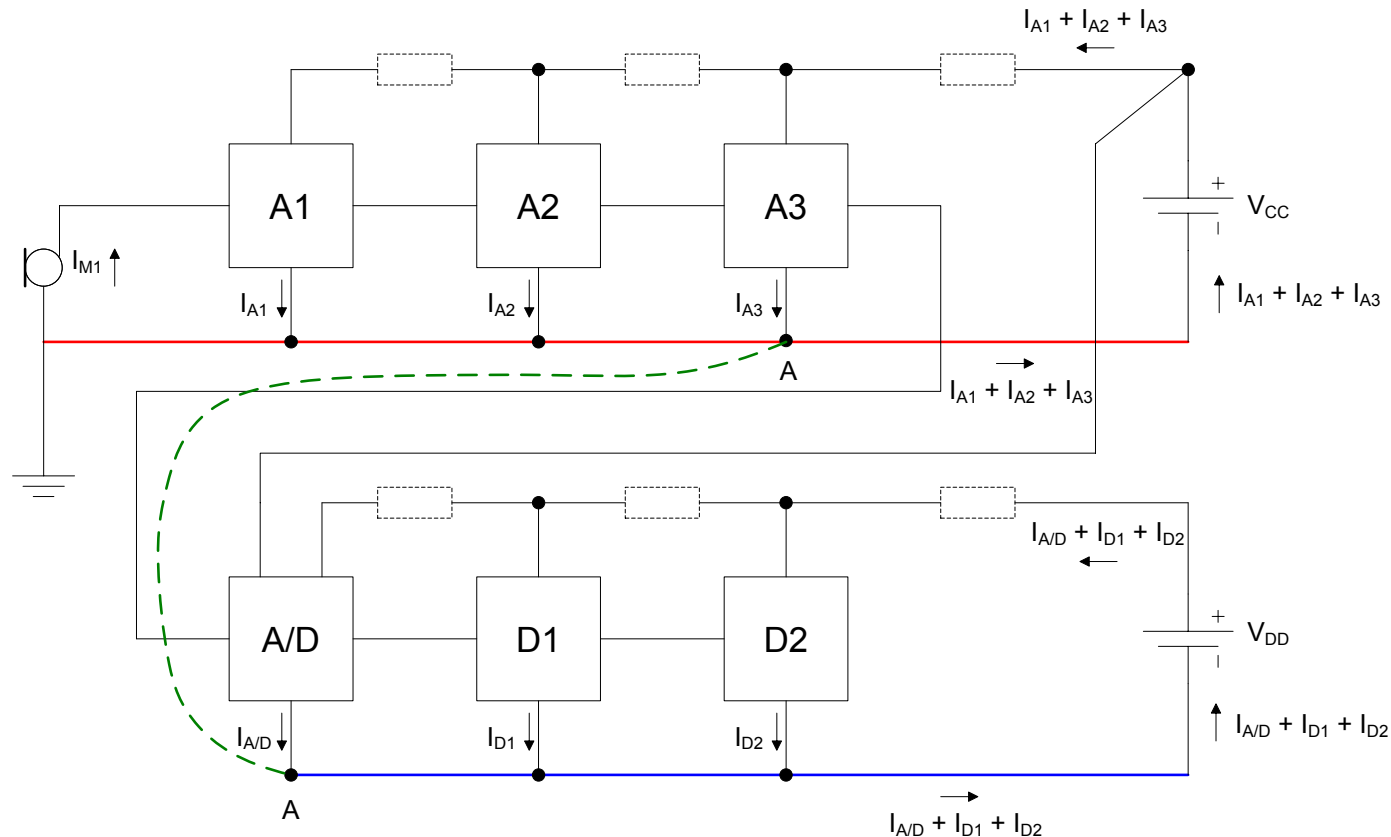 I_A1 + I_A2 + I_A3
A1
A2
A3
+
V_CC
I_M1
I_A1
I_A2
I_A3
I_A1 + I_A2 + I_A3
A
I_A1 + I_A2 + I_A3
I_A/D + I_D1 + I_D2
A/D
D1
D2
+
V_DD
I_A/D
I_D1
I_D2
I_A/D + I_D1 + I_D2
A
I_A/D + I_D1 + I_D2